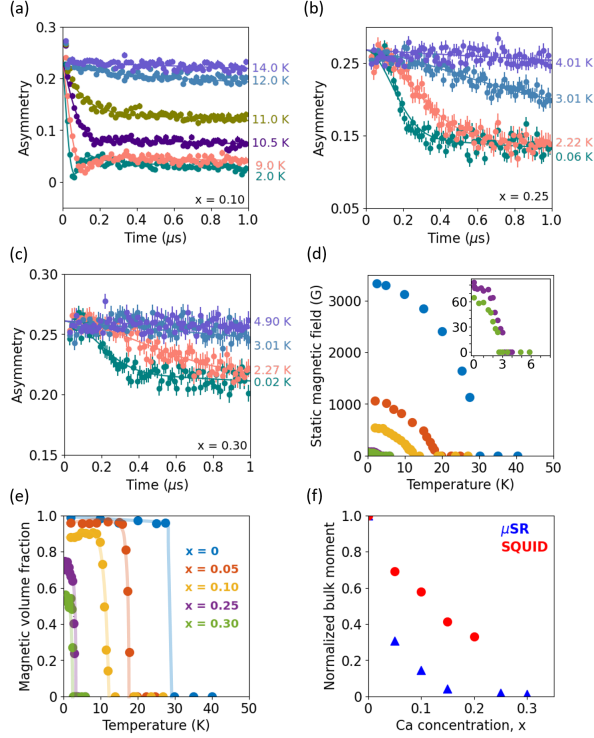 (a)
0.3
0.2
0.1
0
Asymmetry
14.0 K
12.0 K
11.0 K
10.5 K
9.0 K
2.0 K
x = 0.10
0 0.2 0.4 0.6 0.8 1.0
Time (μs)
(b)
0.25
0.15
0.05
Asymmetry
4.01 K
3.01 K
2.22 K
0.06 K
x = 0.25
0.0 0.2 0.4 0.6 0.8 1.0
Time (μs)
(c)
0.30
0.25
0.20
0.15
Asymmetry
4.90 K
3.01 K
2.27 K
0.02 K
x = 0.30
0 0.2 0.4 0.6 0.8 1
Time (μs)
(d)
3000
2000
1000
0
Static magnetic field (G)
60
30
0
0 3 6
0 10 20 30 40 50
Temperature (K)
(e)
1.0
0.8
0.6
0.4
0.2
0
Magnetic volume fraction
x = 0
x = 0.05
x = 0.10
x = 0.25
x = 0.30
0 10 20 30 40 50
Temperature (K)
(f)
1.0
0.8
0.6
0.4
0.2
0
Normalized bulk moment
μSR
SQUID
0 0.1 0.2 0.3
Ca concentration, x